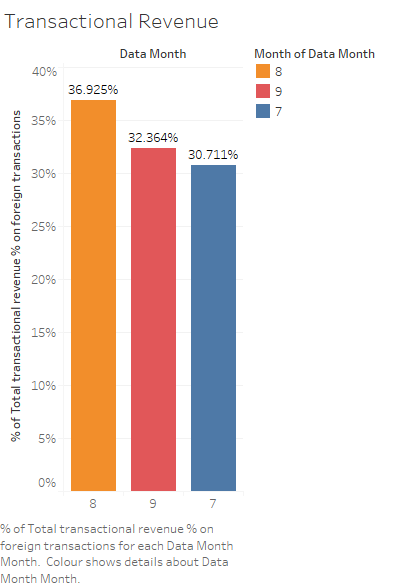 Transactional Revenue
Data Month
Month of Data Month
8
9
7
40%
35%
30%
25%
20%
15%
10%
5%
0%
% of Total transactional revenue % on foreign transactions
36.925%
32.364%
30.711%
8
9
7
% of Total transactional revenue % on
foreign transactions for each Data Month
Month.  Colour shows details about Data
Month Month.